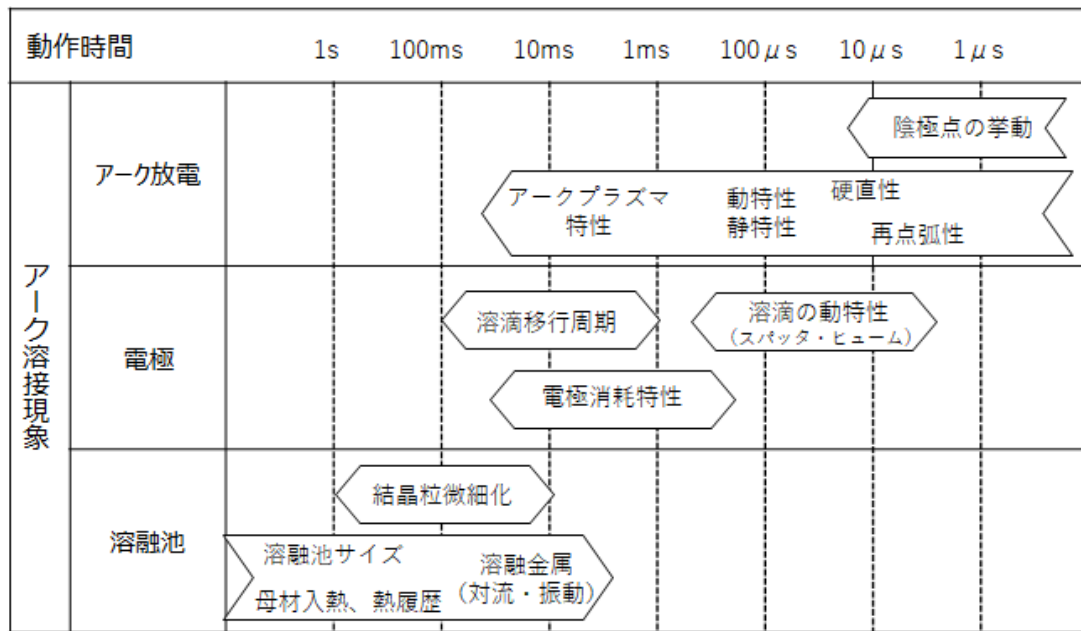 動作時間
1s
100ms
10ms
1ms
100μs
10μs
1μs
アーク溶接現象
アーク放電
陰極点の挙動
アークプラズマ
特性
動特性
静特性
硬直性
再点弧性
電極
溶滴移行周期
溶滴の動特性
(スパッタ・ヒューム)
電極消耗特性
溶融池
結晶粒微細化
溶融池サイズ
母材入熱、熱履歴
溶融金属
(対流・振動)